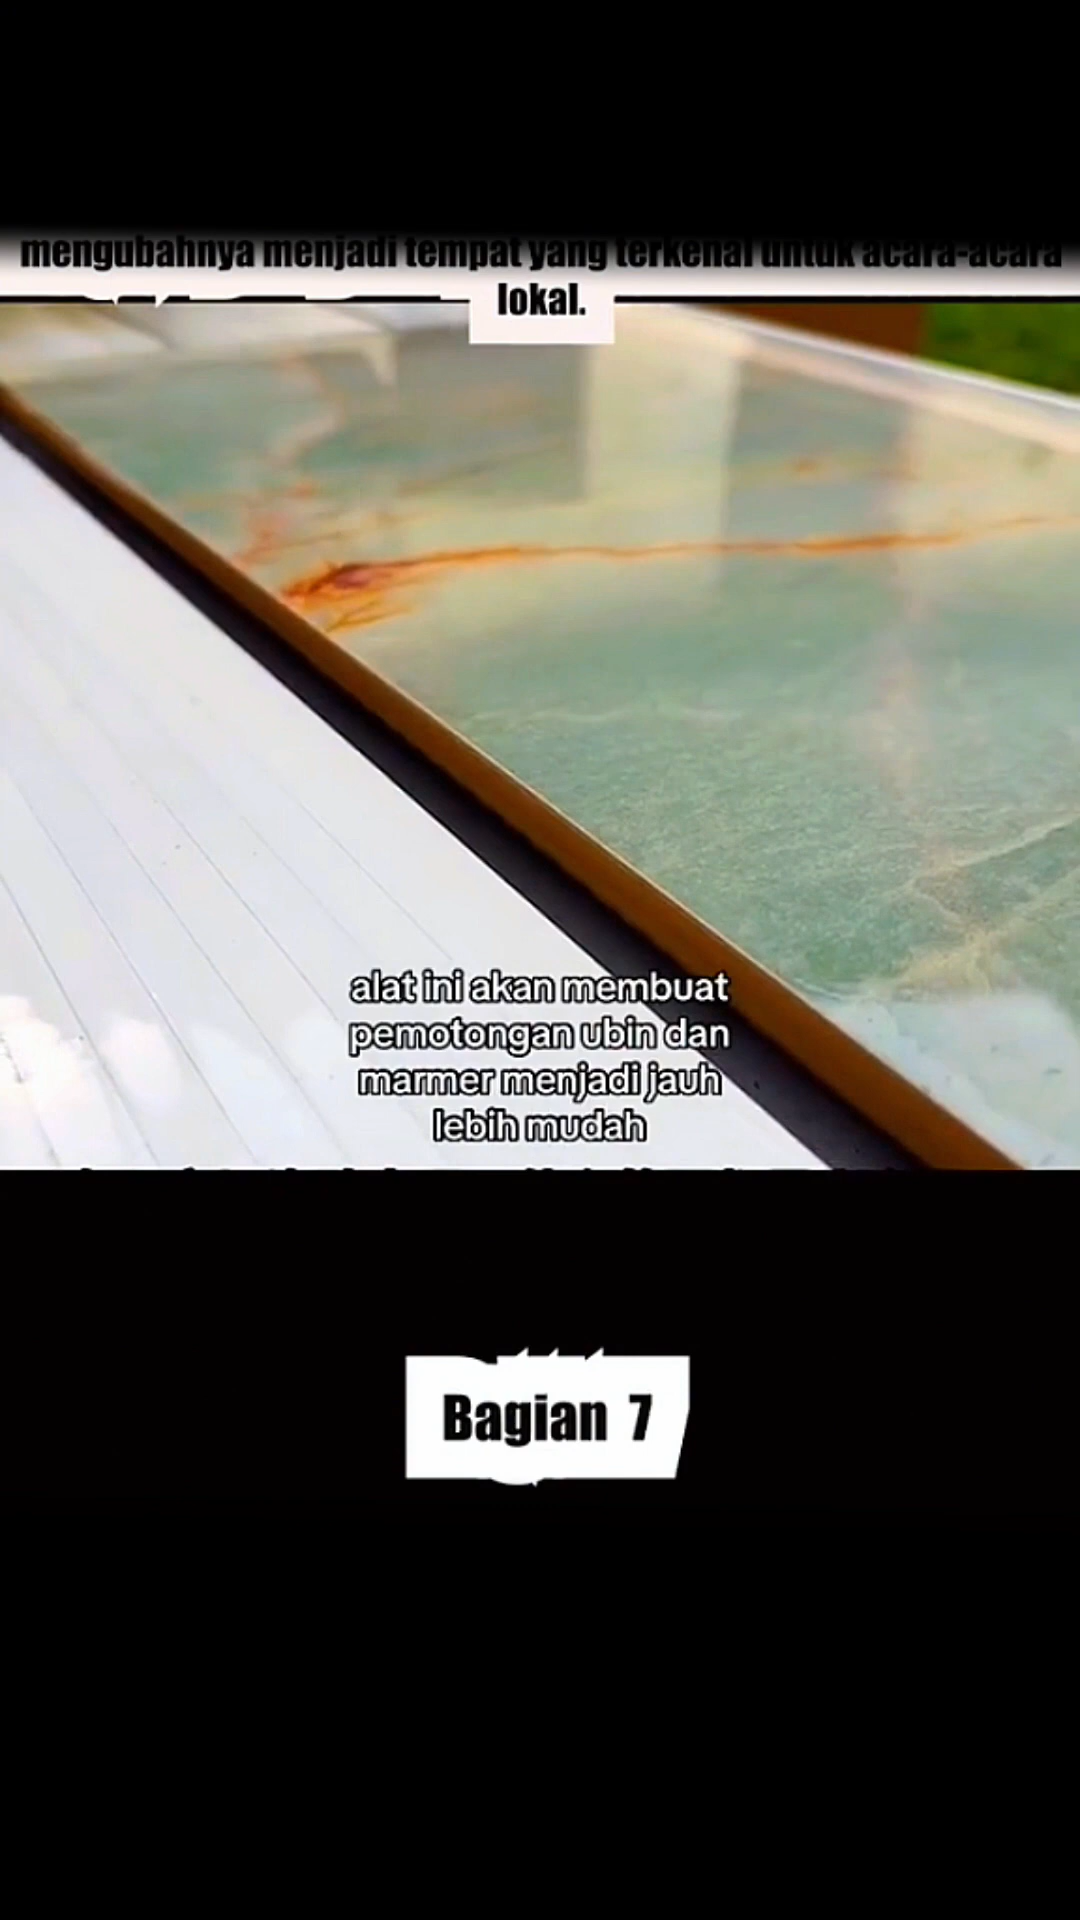 mengubahnya menjadi tempat yang terkenal untuk acara-acara
lokal.
alat ini akan membuat
pemotongan ubin dan
marmer menjadi jauh
lebih mudah
Bagian 7